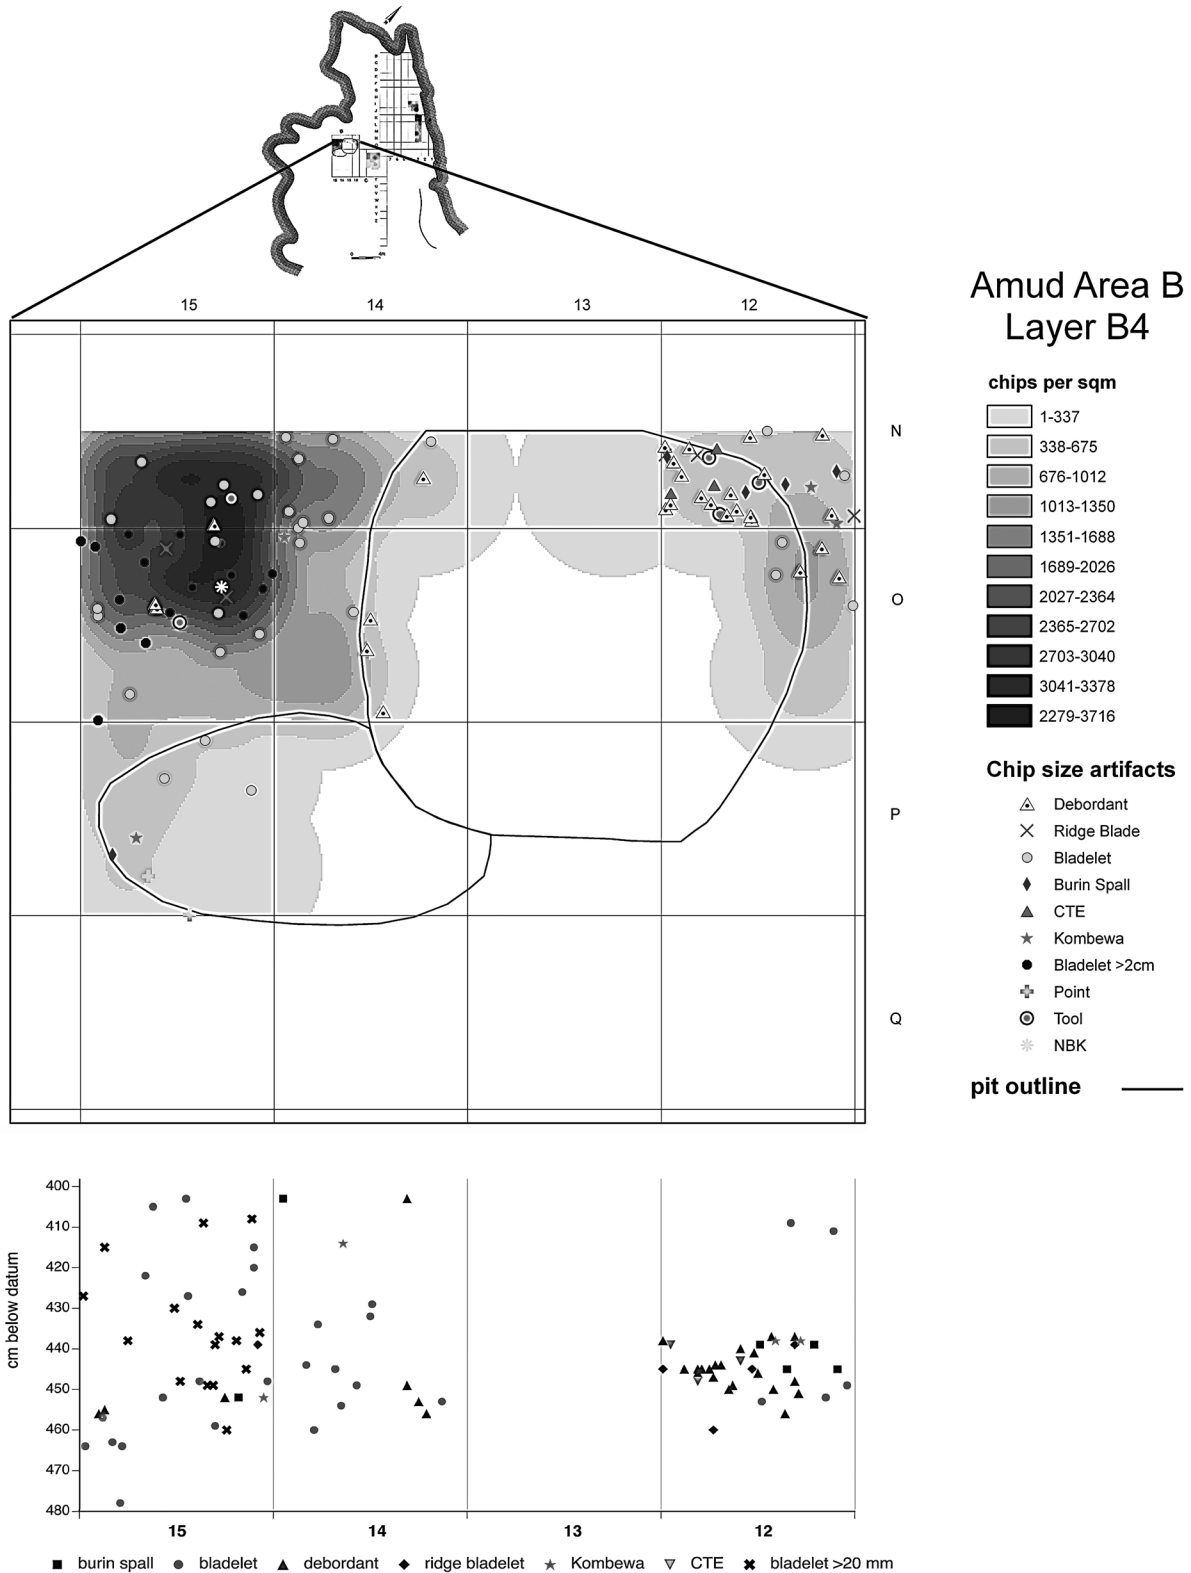 15 14 13 12
Amud Area B
Layer B4
chips per sqm
1-337
338-675
676-1012
1013-1350
1351-1688
1689-2026
2027-2364
2365-2702
2703-3040
3041-3378
2279-3716
N
O
P
Q
Chip size artifacts
Debordant
Ridge Blade
Bladelet
Burin Spall
CTE
Kombewa
Bladelet >2cm
Point
Tool
NBK
pit outline
cm below datum
400
410
420
430
440
450
460
470
480
15 14 13 12
burin spall bladelet debordant ridge bladelet Kombewa CTE bladelet >20 mm